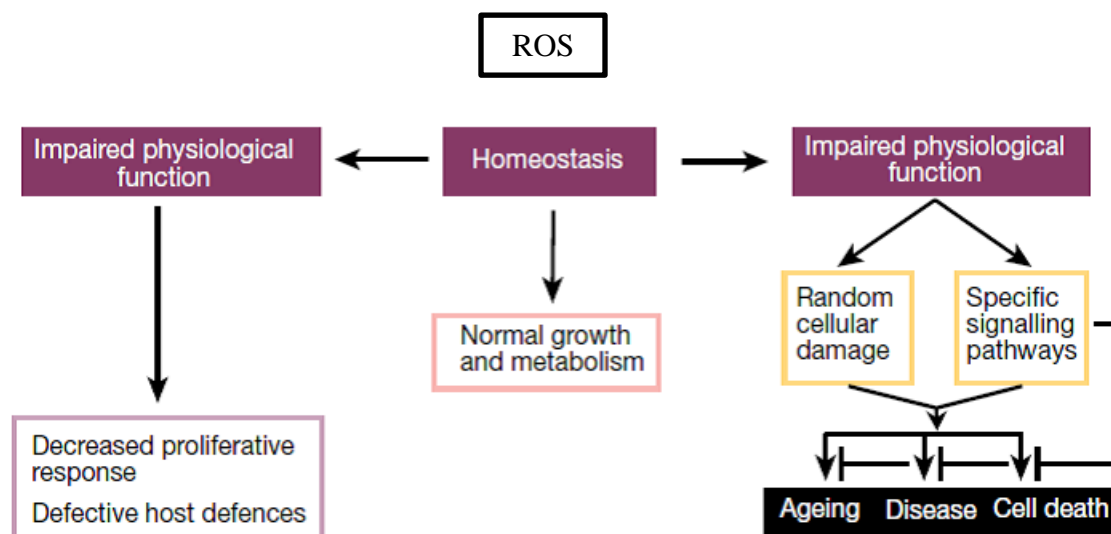 ROS
Impaired physiological
function
Homeostasis
Impaired physiological
function
Normal growth
and metabolism
Random
cellular
damage
Specific
signalling
pathways
Decreased proliferative
response
Defective host defences
Ageing
Disease
Cell death